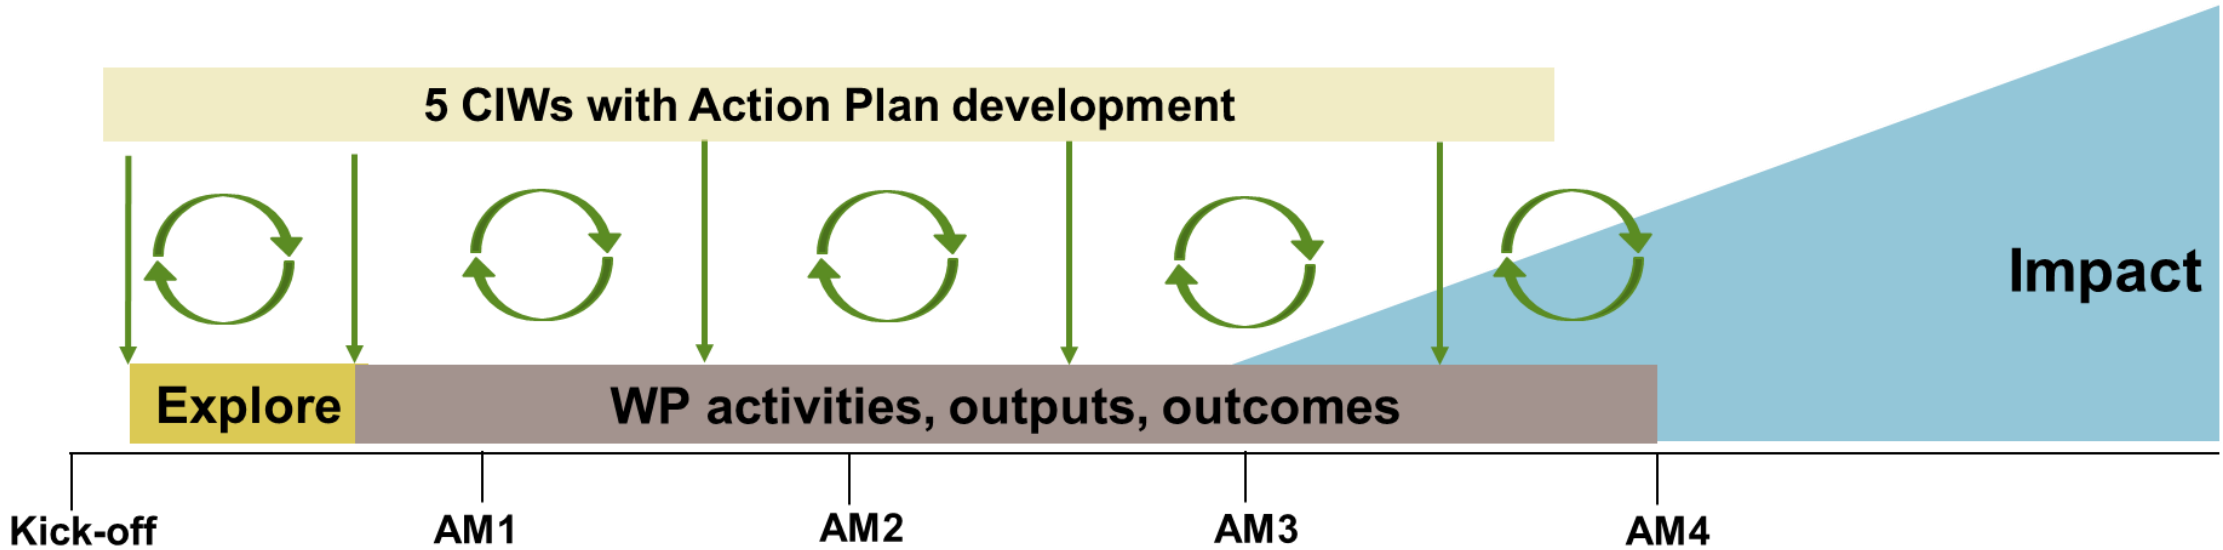 5 CIWs with Action Plan development
Impact
Explore
WP activities, outputs, outcomes
Kick-off
AM1
AM2
AM3
AM4